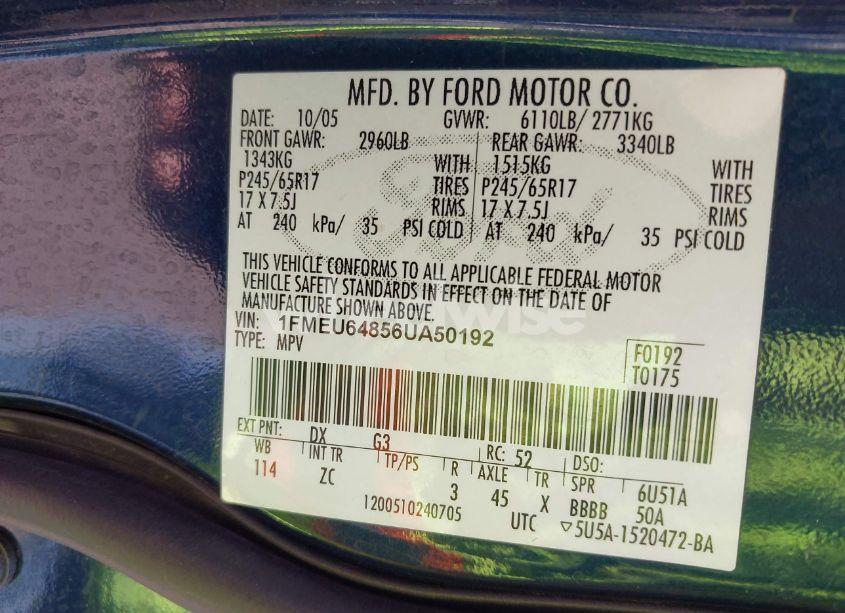 MFD. BY FORD MOTOR CO.
DATE: 10/05 GVWR: 6110LB/ 2771KG
FRONT GAWR: 2960LB REAR GAWR: 3340LB
1343KG WITH 1515KG WITH
P245/65R17 TIRES P245/65R17 TIRES
17 X 7.5J RIMS 17 X 7.5J RIMS
AT 240 kPa/ 35 PSI COLD AT 240 kPa/ 35 PSI COLD
THIS VEHICLE CONFORMS TO ALL APPLICABLE FEDERAL MOTOR
VEHICLE SAFETY STANDARDS IN EFFECT ON THE DATE OF
MANUFACTURE SHOWN ABOVE.
VIN: 1FMEU64856UA50192
TYPE: MPV
F0192
T0175
EXT PNT: DX G3 RC: 52 DSO:
WB INT TR TP/PS R AXLE TR SPR 6U51A
114 ZC 3 45 X BBBB 50A
1200510240705 UTC ▽5U5A-1520472-BA